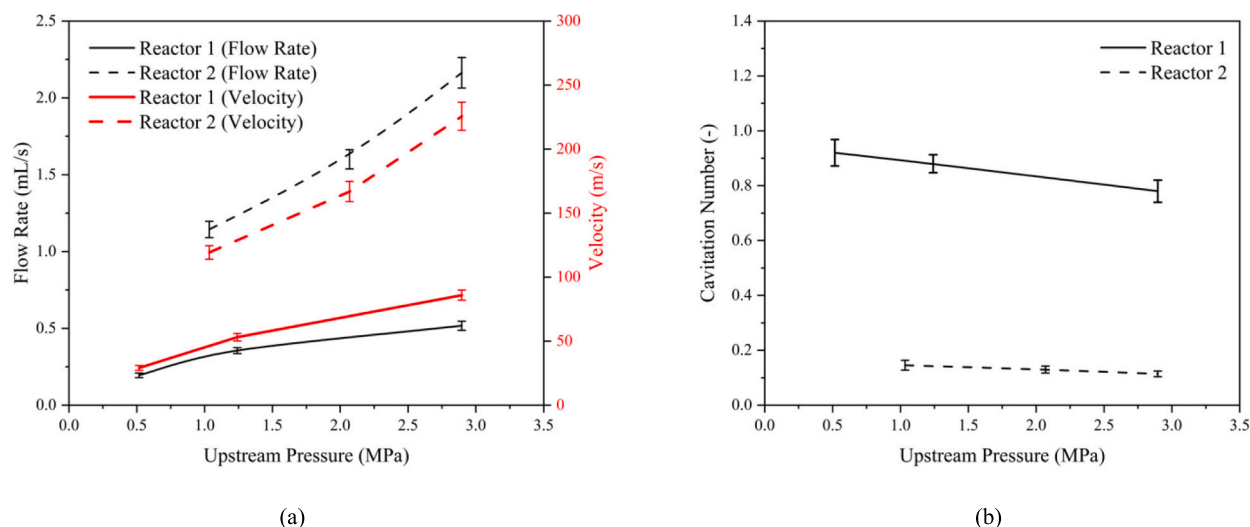 2.5
2.0
1.5
1.0
0.5
0.0
Flow Rate (mL/s)
Reactor 1 (Flow Rate)
Reactor 2 (Flow Rate)
Reactor 1 (Velocity)
Reactor 2 (Velocity)
300
250
200
150
100
50
0
Velocity (m/s)
0.0 0.5 1.0 1.5 2.0 2.5 3.0 3.5
Upstream Pressure (MPa)
(a)
1.4
1.2
1.0
0.8
0.6
0.4
0.2
0.0
Cavitation Number (-)
Reactor 1
Reactor 2
0.0 0.5 1.0 1.5 2.0 2.5 3.0 3.5
Upstream Pressure (MPa)
(b)